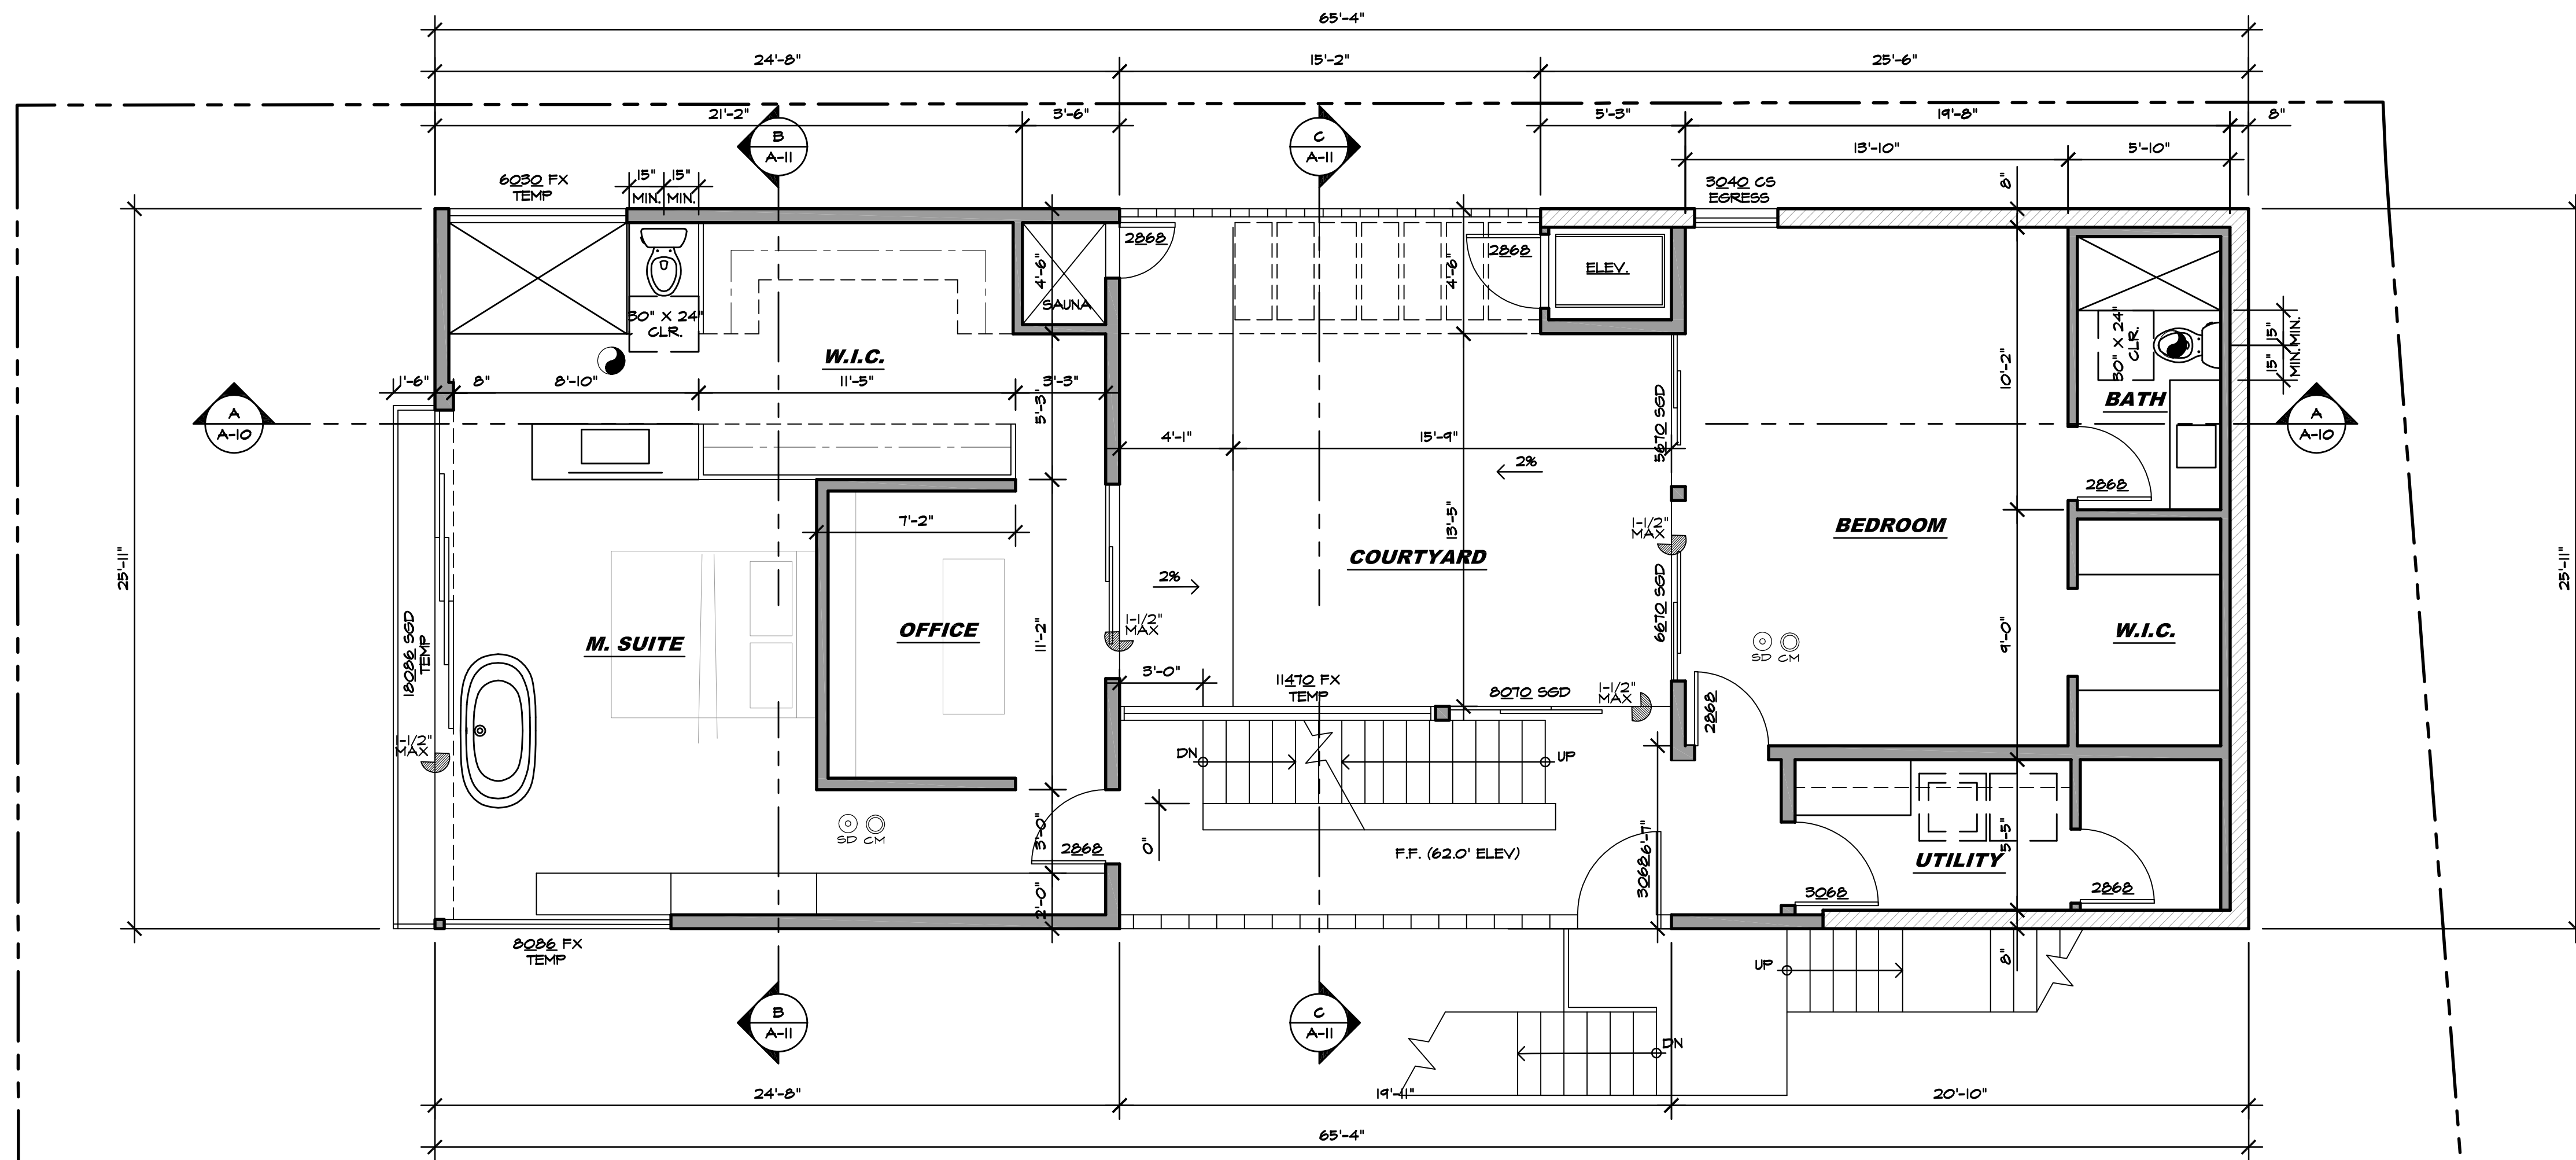 65'-4"
24'-8" 15'-2" 25'-6"
21'-2" 3'-6" 5'-3" 19'-8" 8"
13'-10" 5'-10"
B
A-11
C
A-11
6030 FX
TEMP
15" 15"
MIN. MIN.
3040 CS
EGRESS
8"
2868
2868
4'-6"
4'-6"
ELEV.
SAUNA
30" X 24"
CLR.
30" X 24"
CLR.
15" MIN.
15" MIN.
W.I.C.
1'-6" 8" 8'-10" 11'-5" 3'-3"
5'-3"
10'-2"
BATH
A
A-10
A
A-10
4'-1" 15'-9"
5670 SGD
2%
2868
7'-2"
13'-5"
1-1/2"
MAX
BEDROOM
COURTYARD
25'-11"
25'-11"
2%
6670 SGD
1-1/2"
MAX
M. SUITE
OFFICE
11'-2"
9'-0"
W.I.C.
18086 SGD
TEMP
SD CM
3'-0"
11470 FX
TEMP
8070 SGD
1-1/2"
MAX
2868
1-1/2"
MAX
DN
UP
3'-0"
SD CM
2868
0"
F.F. (62.0' ELEV)
3068
6'-7"
5'-5"
UTILITY
3068
2868
2'-0"
8086 FX
TEMP
8"
UP
B
A-11
C
A-11
DN
24'-8" 19'-11" 20'-10"
65'-4"